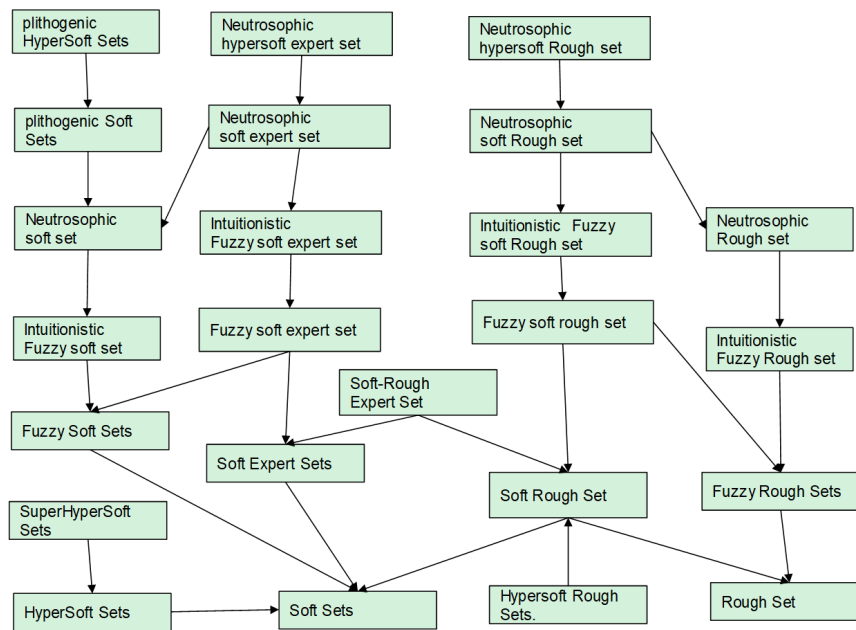 plithogenic
HyperSoft Sets
Neutrosophic
hypersoft expert set
Neutrosophic
hypersoft Rough set
plithogenic Soft
Sets
Neutrosophic
soft expert set
Neutrosophic
soft Rough set
Neutrosophic
soft set
Intuitionistic
Fuzzy soft expert set
Intuitionistic Fuzzy
soft Rough set
Neutrosophic
Rough set
Intuitionistic
Fuzzy soft set
Fuzzy soft expert set
Fuzzy soft rough set
Intuitionistic
Fuzzy Rough set
Soft-Rough
Expert Set
Fuzzy Soft Sets
Soft Expert Sets
Soft Rough Set
Fuzzy Rough Sets
SuperHyperSoft
Sets
HyperSoft Sets
Soft Sets
Hypersoft Rough
Sets.
Rough Set